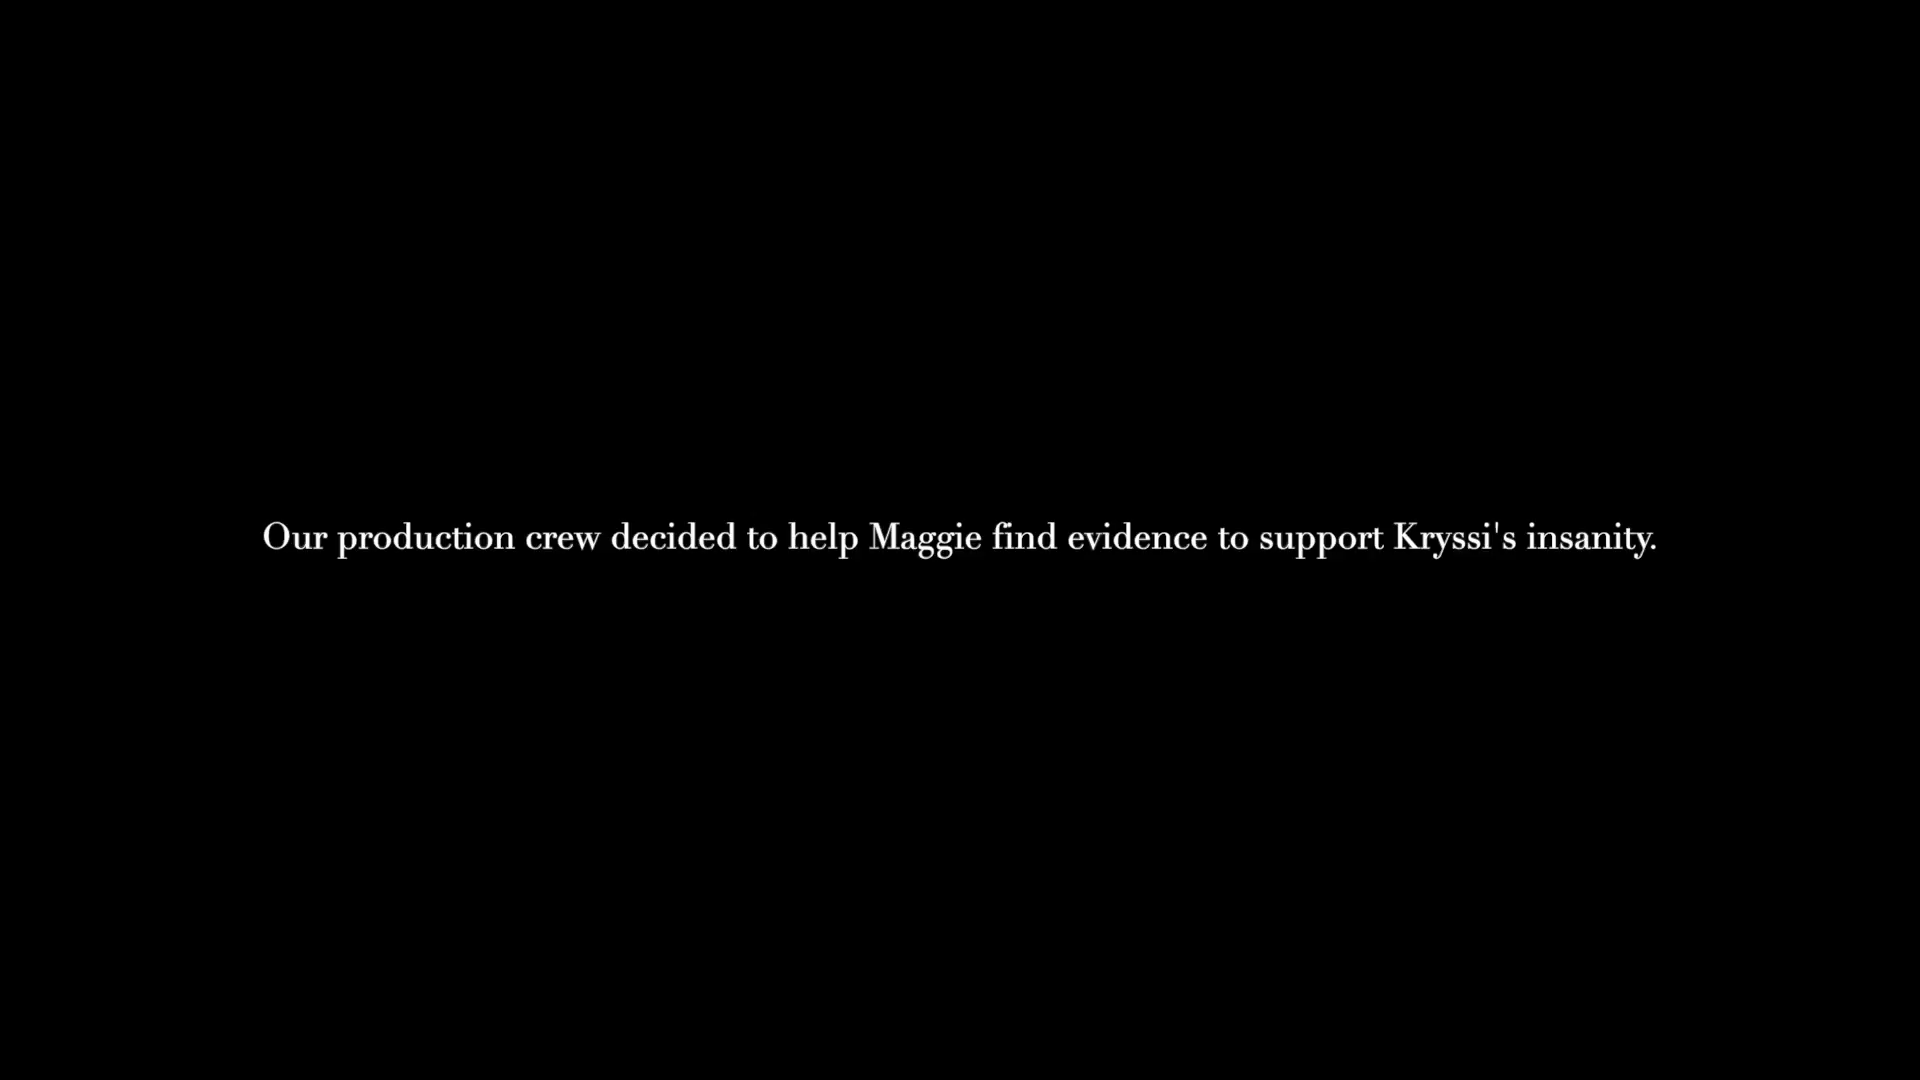 Our production crew decided to help Maggie find evidence to support Kryssi's insanity.